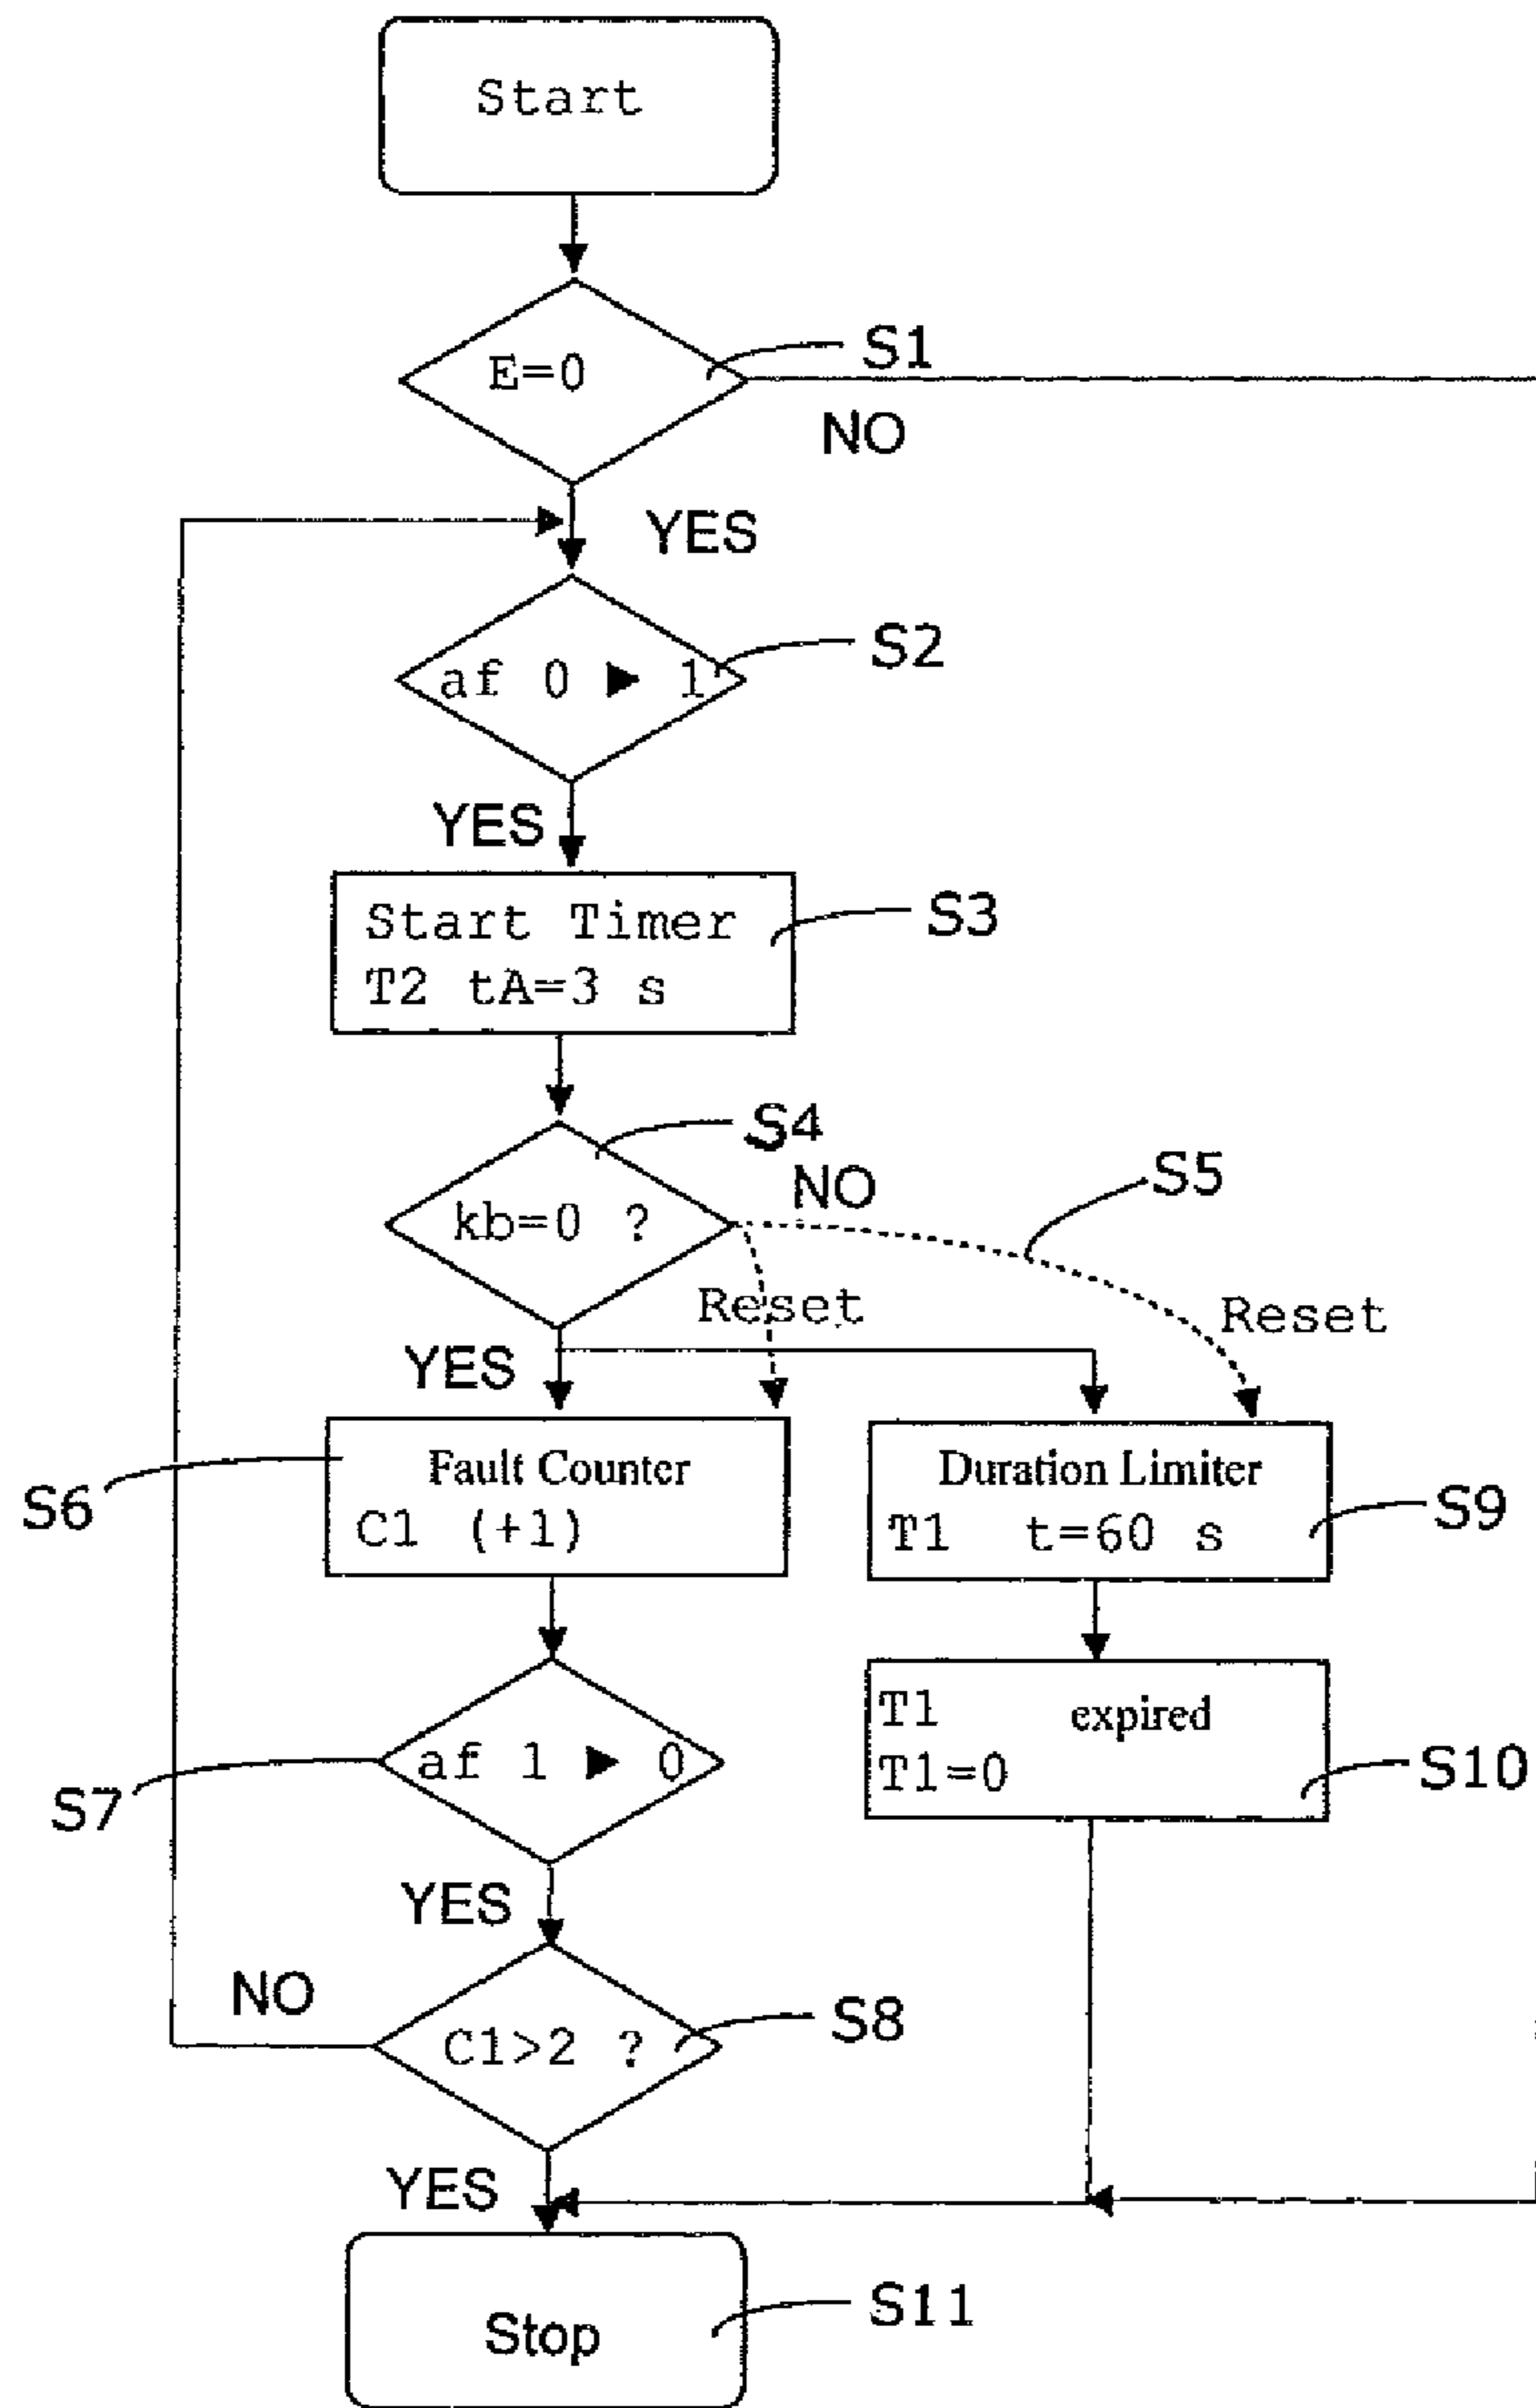 Start
E=0
S1
NO
YES
af 0 ▶ 1
S2
YES
Start Timer
T2 tA=3 s
S3
kb=0 ?
S4
NO
S5
Reset
Reset
YES
Fault Counter
C1 (+1)
S6
Duration Limiter
T1 t=60 s
S9
af 1 ▶ 0
S7
T1 expired
T1=0
S10
YES
NO
C1>2 ?
S8
YES
Stop
S11